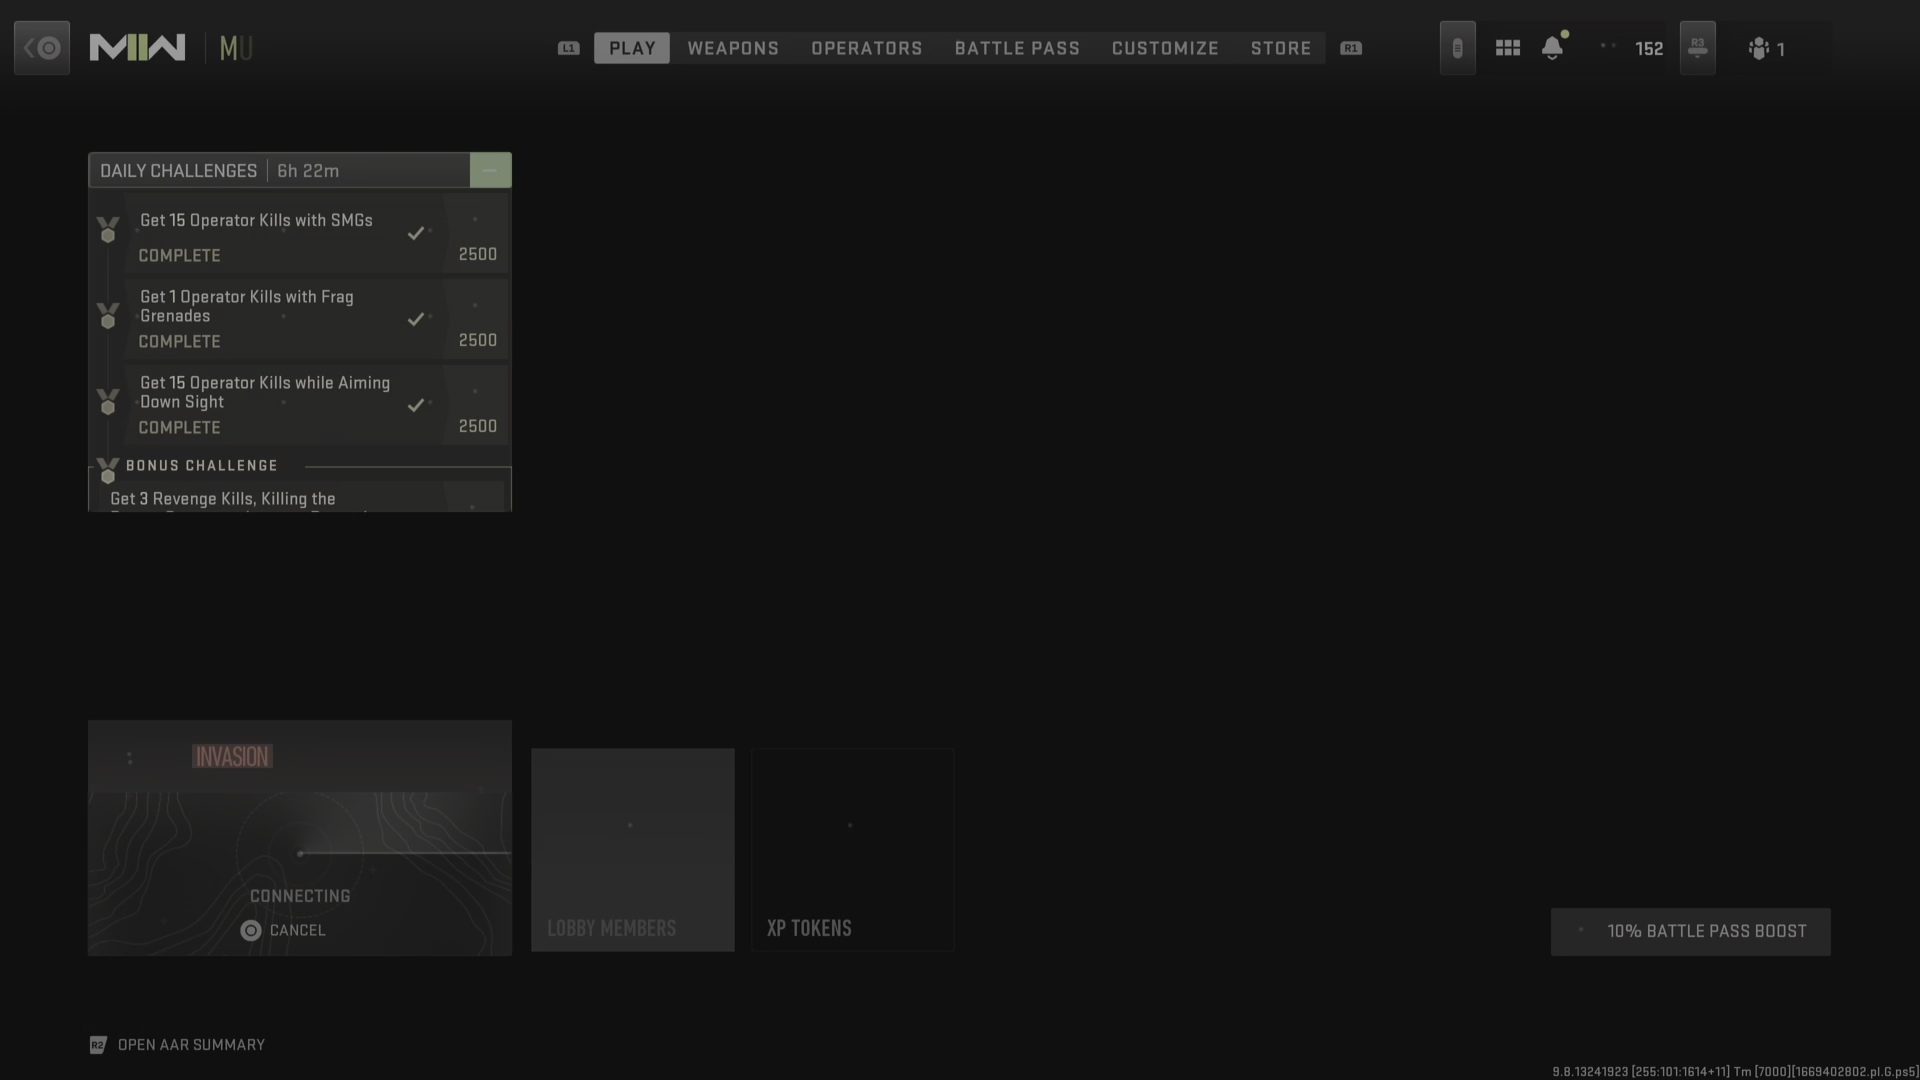 MWII | MU
L1 PLAY WEAPONS OPERATORS BATTLE PASS CUSTOMIZE STORE R1
152 R3 1
DAILY CHALLENGES | 6h 22m
Get 15 Operator Kills with SMGs
COMPLETE 2500
Get 1 Operator Kills with Frag
Grenades
COMPLETE 2500
Get 15 Operator Kills while Aiming
Down Sight
COMPLETE 2500
BONUS CHALLENGE
Get 3 Revenge Kills, Killing the
INVASION
CONNECTING
CANCEL
LOBBY MEMBERS
XP TOKENS
10% BATTLE PASS BOOST
R2 OPEN AAR SUMMARY
9.8.13241923 [255:101:1614+11] Tm [7000][1669402802.pl.G.ps5]